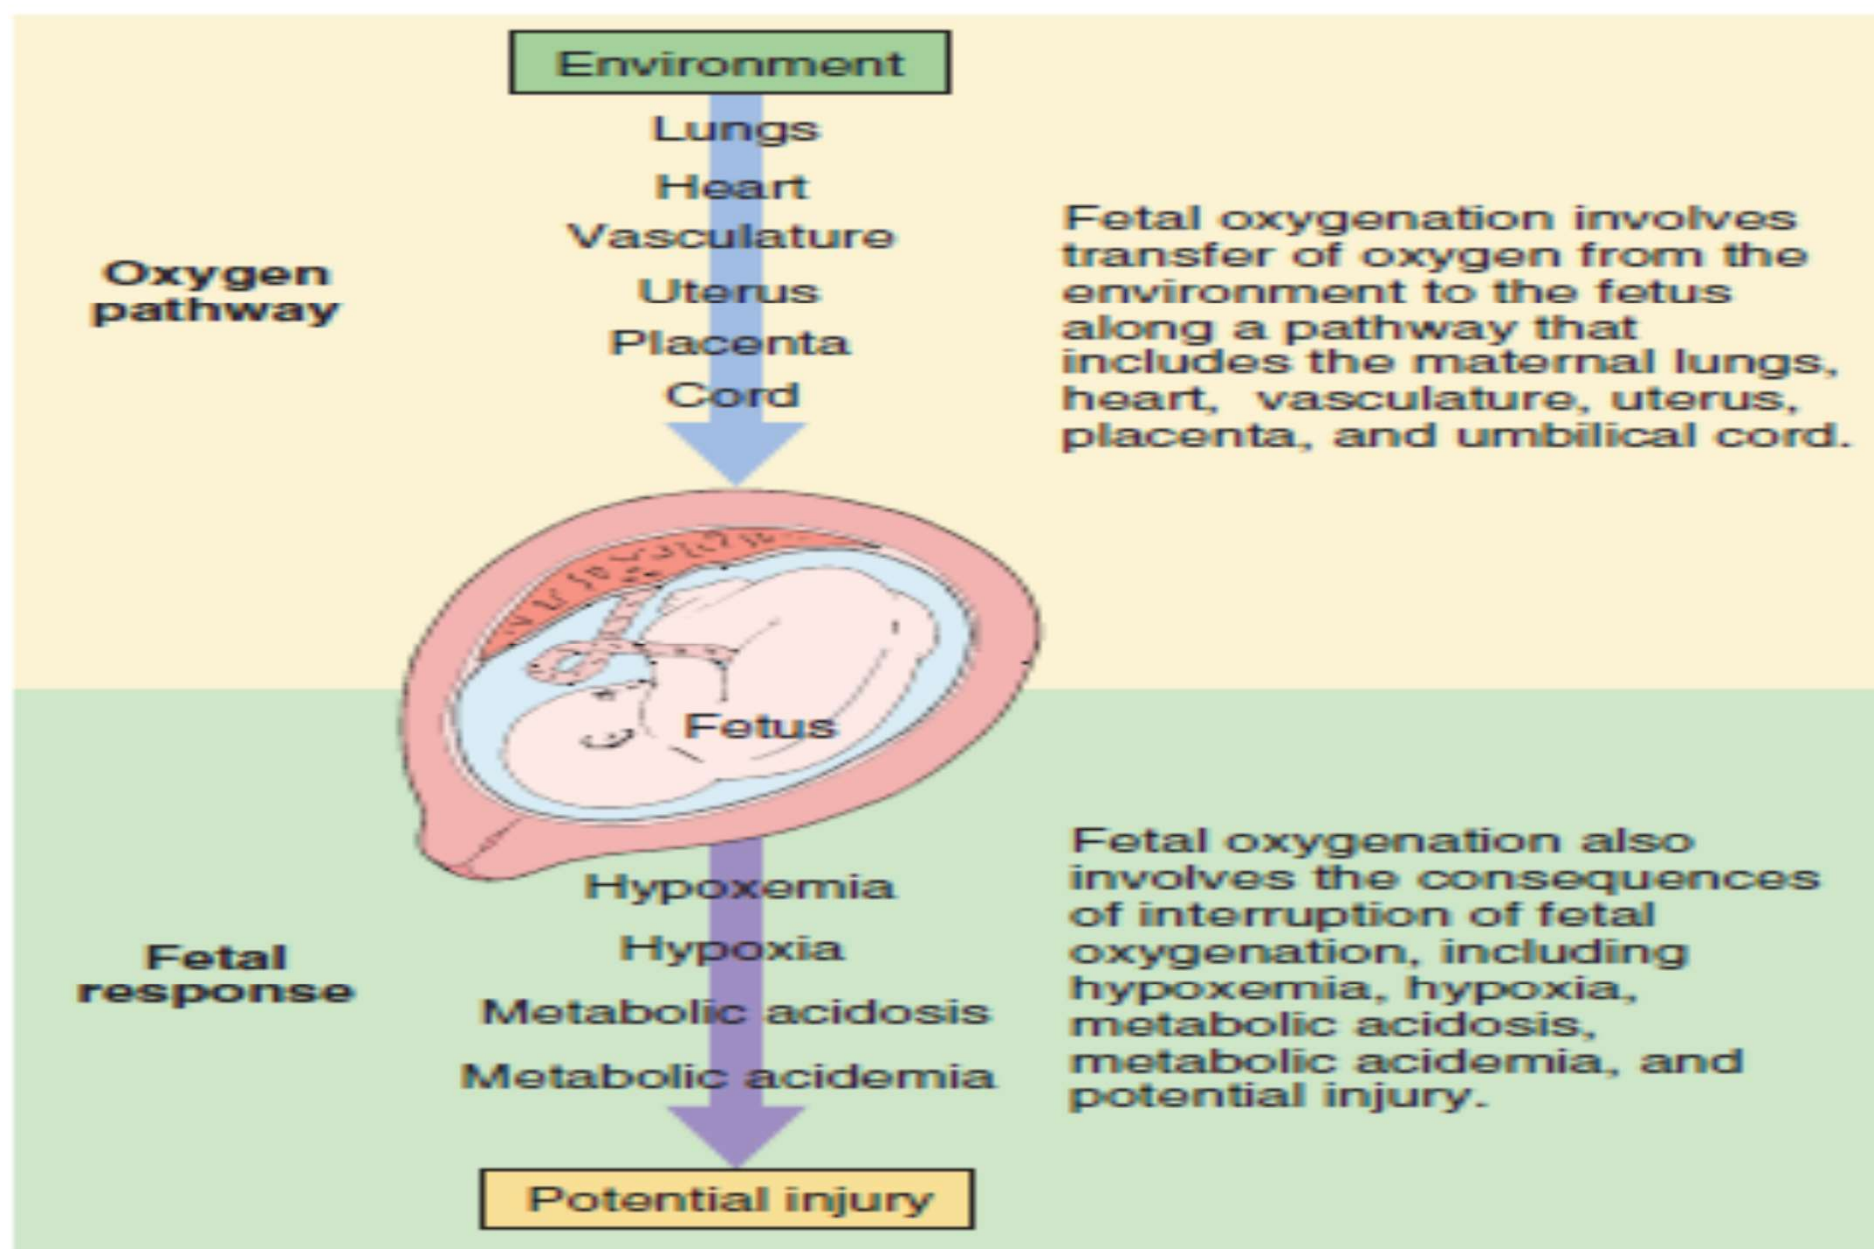 Environment
Lungs
Heart
Vasculature
Uterus
Placenta
Cord
Oxygen
pathway
Fetal oxygenation involves
transfer of oxygen from the
environment to the fetus
along a pathway that
includes the maternal lungs,
heart, vasculature, uterus,
placenta, and umbilical cord.
Fetus
Hypoxemia
Hypoxia
Metabolic acidosis
Metabolic acidemia
Fetal
response
Fetal oxygenation also
involves the consequences
of interruption of fetal
oxygenation, including
hypoxemia, hypoxia,
metabolic acidosis,
metabolic acidemia, and
potential injury.
Potential injury